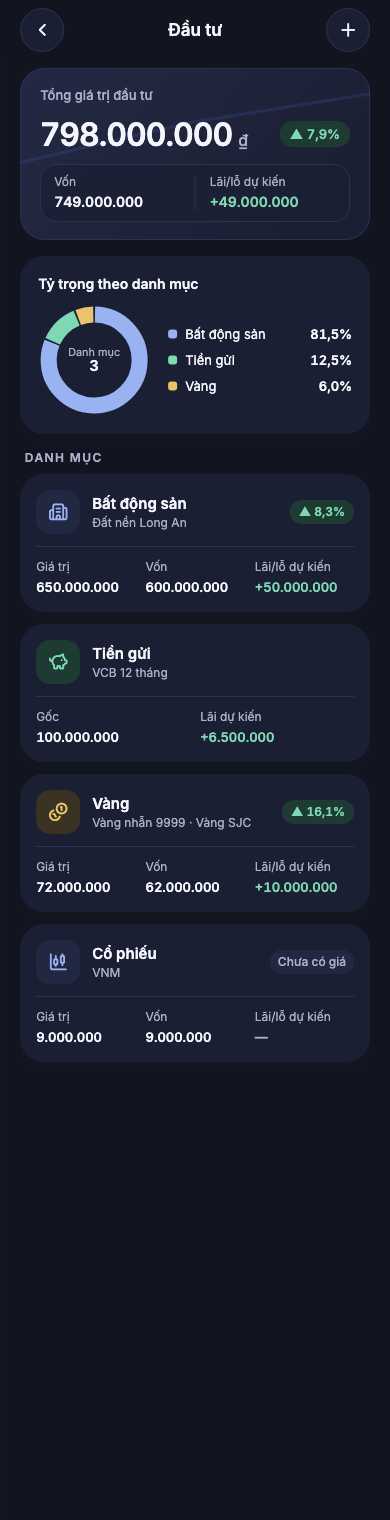 Đầu tư
Tổng giá trị đầu tư
798.000.000 ₫
▲ 7,9%
Vốn
Lãi/lỗ dự kiến
749.000.000
+49.000.000
Tỷ trọng theo danh mục
Danh mục
3
Bất động sản 81,5%
Tiền gửi 12,5%
Vàng 6,0%
DANH MỤC
Bất động sản
Đất nền Long An
▲ 8,3%
Giá trị Vốn Lãi/lỗ dự kiến
650.000.000 600.000.000 +50.000.000
Tiền gửi
VCB 12 tháng
Gốc Lãi dự kiến
100.000.000 +6.500.000
Vàng
Vàng nhẫn 9999 · Vàng SJC
▲ 16,1%
Giá trị Vốn Lãi/lỗ dự kiến
72.000.000 62.000.000 +10.000.000
Cổ phiếu
VNM
Chưa có giá
Giá trị Vốn Lãi/lỗ dự kiến
9.000.000 9.000.000 —